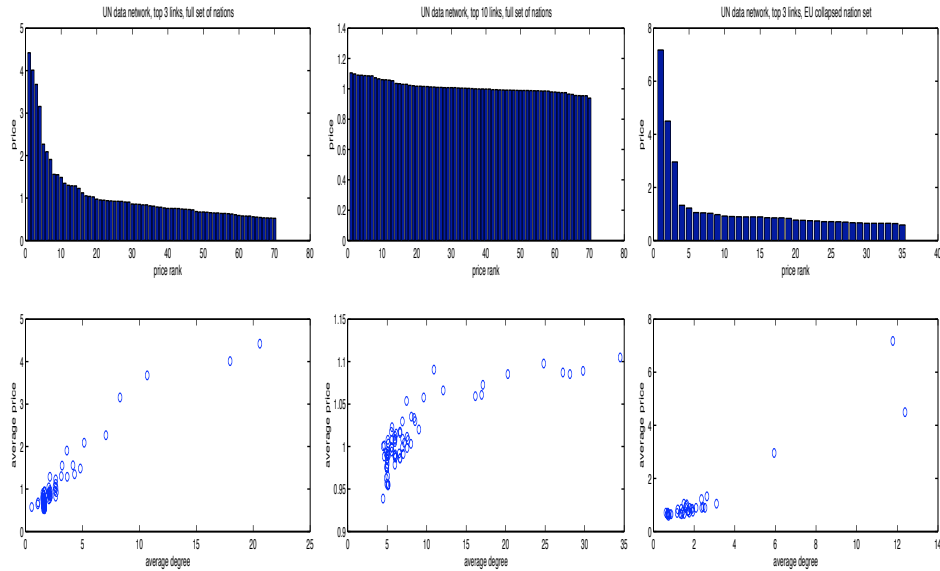 UN data network, top 3 links, full set of nations
5
4
3
2
1
0
price
0 10 20 30 40 50 60 70 80
price rank
UN data network, top 10 links, full set of nations
1.4
1.2
1
0.8
0.6
0.4
0.2
0
price
0 10 20 30 40 50 60 70 80
price rank
UN data network, top 3 links, EU collapsed nation set
8
6
4
2
0
price
0 5 10 15 20 25 30 35 40
price rank
5
4
3
2
1
0
average price
0 5 10 15 20 25
average degree
1.15
1.1
1.05
1
0.95
0.9
average price
0 5 10 15 20 25 30 35
average degree
8
6
4
2
0
average price
0 2 4 6 8 10 12 14
average degree